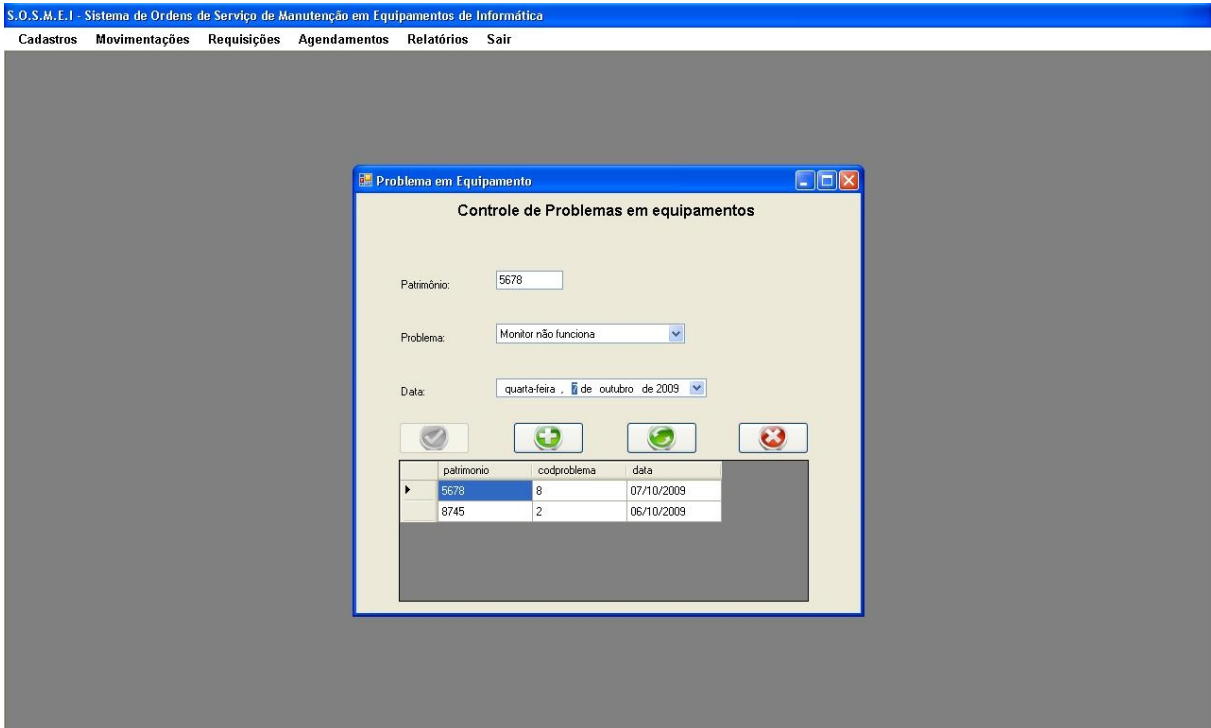 S.O.S.M.E.I - Sistema de Ordens de Serviço de Manutenção em Equipamentos de Informática
Cadastros Movimentações Requisições Agendamentos Relatórios Sair
Problema em Equipamento
Controle de Problemas em equipamentos
Patrimônio: 5678
Problema: Monitor não funciona
Data: quarta-feira , 7 de outubro de 2009
patrimonio codproblema data
5678 8 07/10/2009
8745 2 06/10/2009